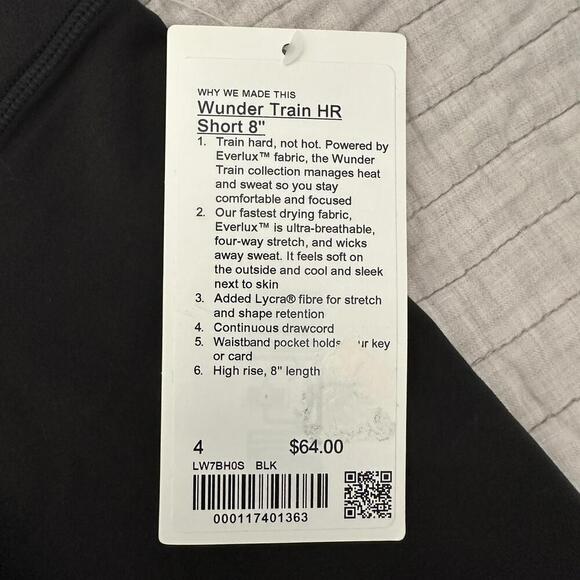 WHY WE MADE THIS
Wunder Train HR
Short 8"
1. Train hard, not hot. Powered by
Everlux™ fabric, the Wunder
Train collection manages heat
and sweat so you stay
comfortable and focused
2. Our fastest drying fabric,
Everlux™ is ultra-breathable,
four-way stretch, and wicks
away sweat. It feels soft on
the outside and cool and sleek
next to skin
3. Added Lycra® fibre for stretch
and shape retention
4. Continuous drawcord
5. Waistband pocket holds key
or card
6. High rise, 8" length
4 $64.00
LW7BH0S BLK
000117401363